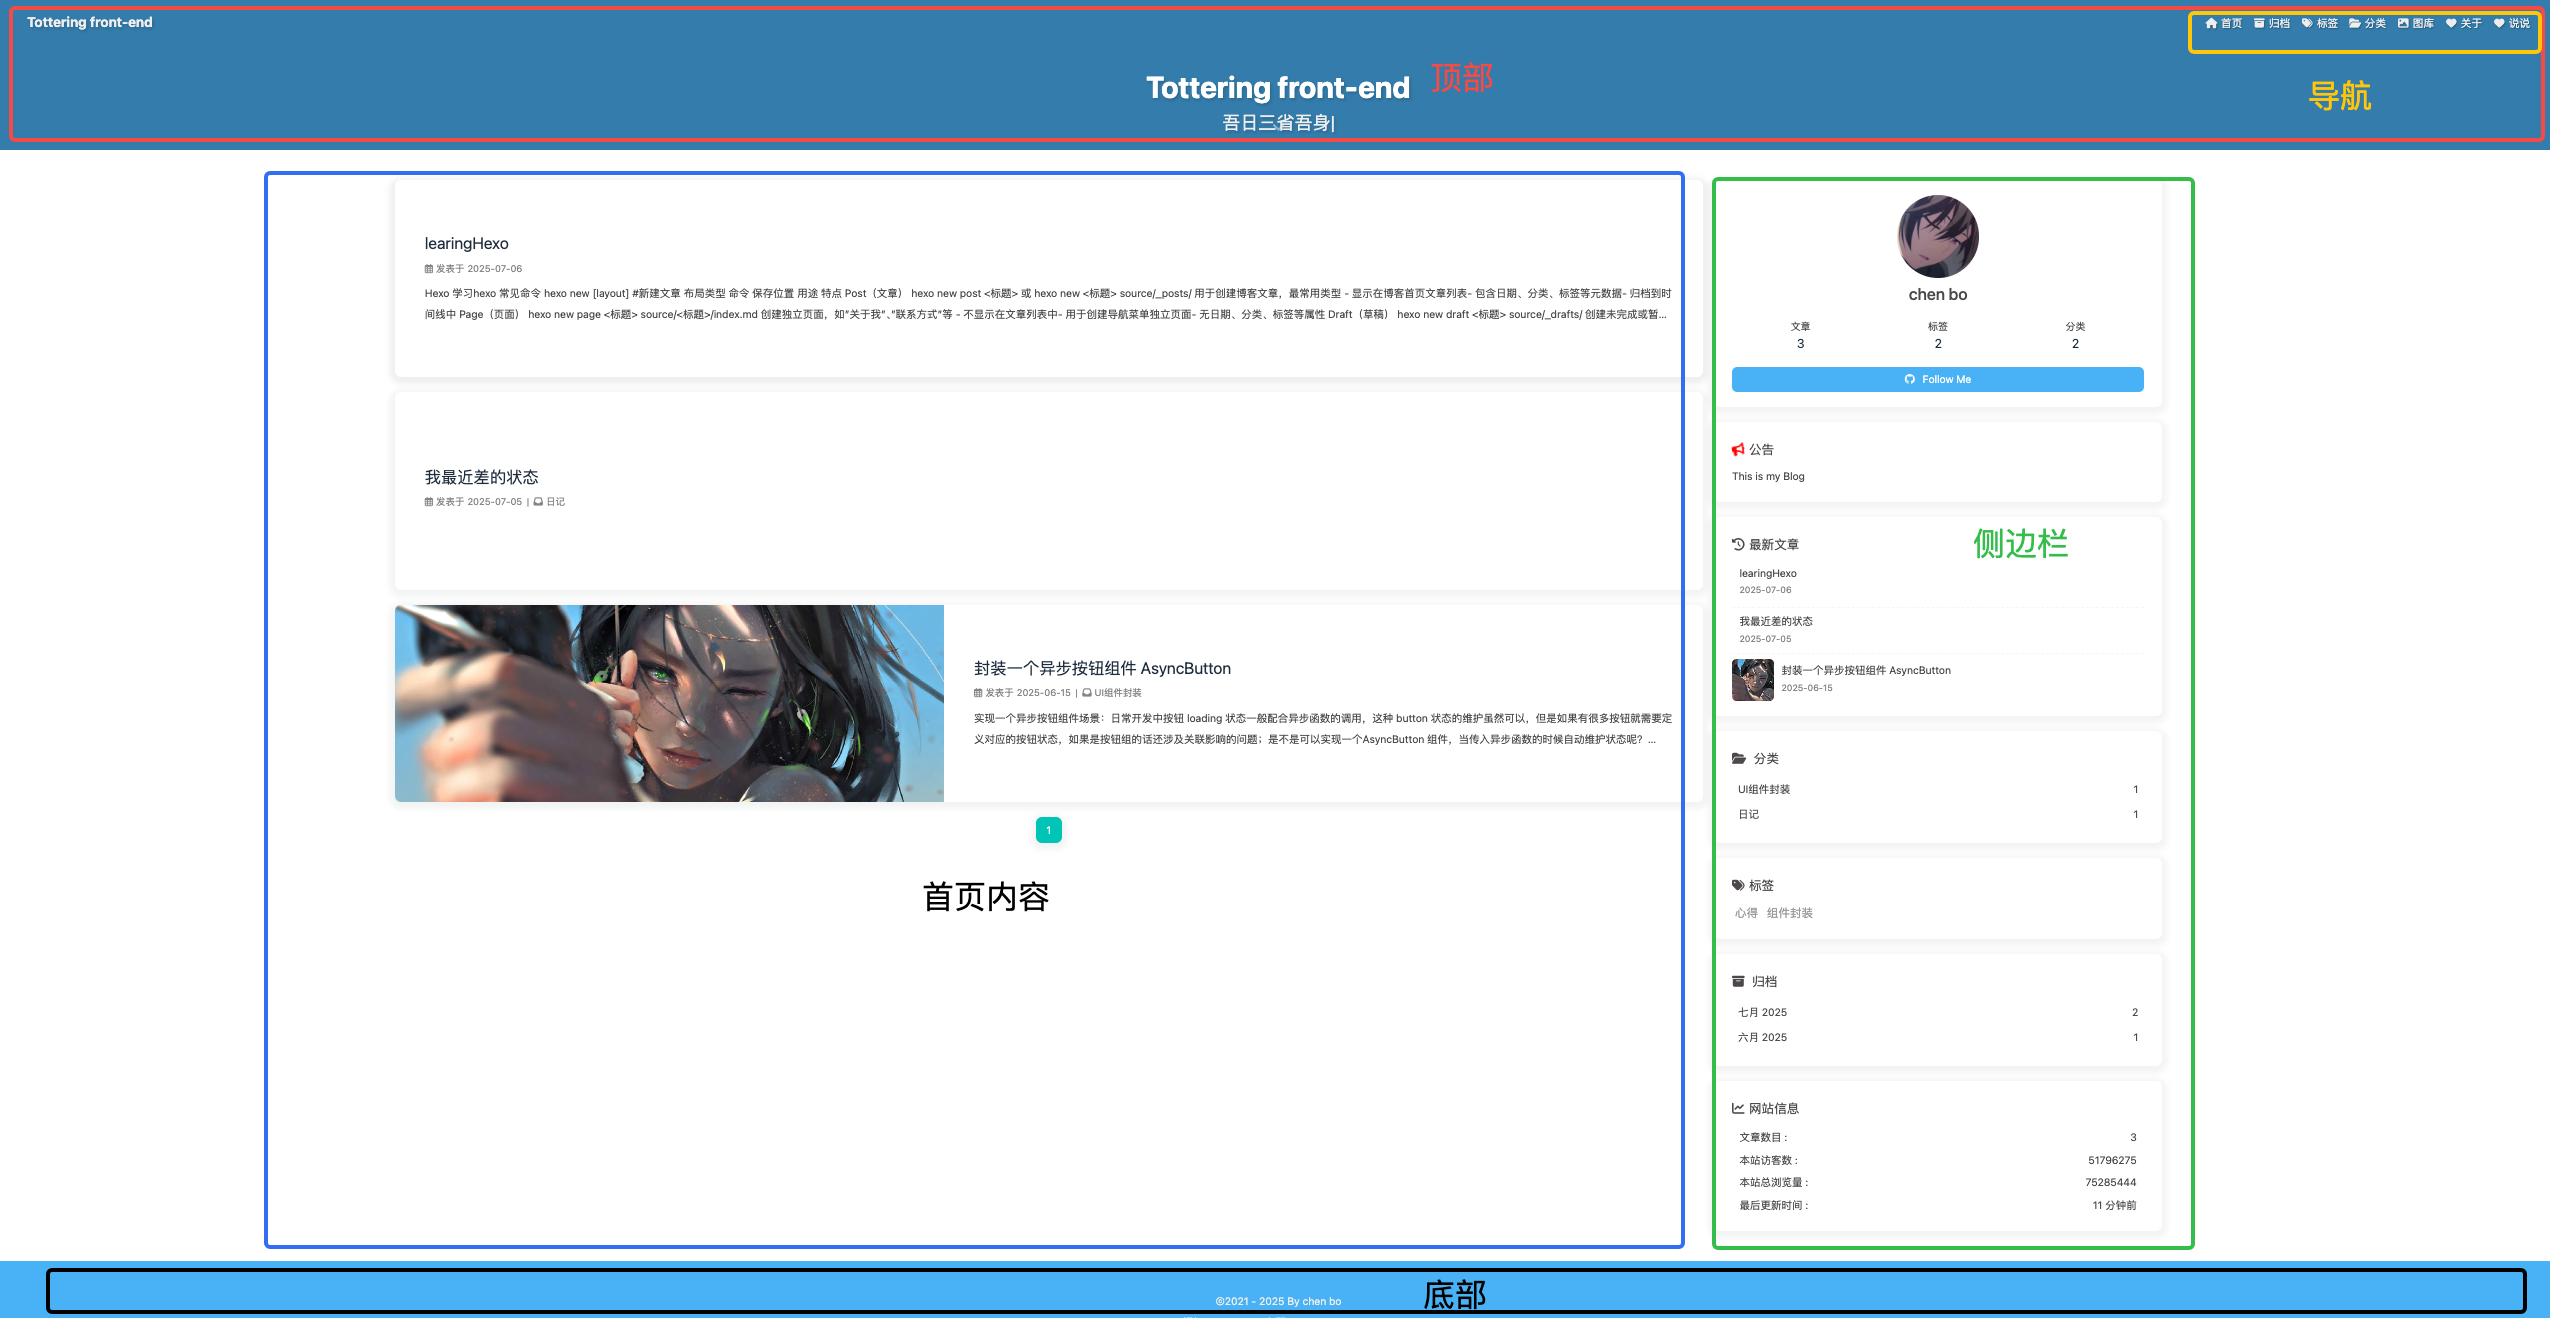 Tottering front-end
首页 归档 标签 分类 图库 关于 说说
Tottering front-end 顶部
导航
吾日三省吾身|
learingHexo
发表于 2025-07-06
Hexo 学习hexo 常见命令 hexo new [layout] #新建文章 布局类型 命令 保存位置 用途 特点 Post（文章） hexo new post <标题> 或 hexo new <标题> source/_posts/ 用于创建博客文章，最常用类型 - 显示在博客首页文章列表- 包含日期、分类、标签等元数据- 归档到时
间线中 Page（页面） hexo new page <标题> source/<标题>/index.md 创建独立页面，如“关于我”、“联系方式”等 - 不显示在文章列表中- 用于创建导航菜单独立页面- 无日期、分类、标签等属性 Draft（草稿） hexo new draft <标题> source/_drafts/ 创建未完成或暂...
我最近差的状态
发表于 2025-07-05 | 日记
封装一个异步按钮组件 AsyncButton
发表于 2025-06-15 | UI组件封装
实现一个异步按钮组件场景：日常开发中按钮 loading 状态一般配合异步函数的调用，这种 button 状态的维护虽然可以，但是如果有很多按钮就需要定
义对应的按钮状态，如果是按钮组的话还涉及关联影响的问题；是不是可以实现一个AsyncButton 组件，当传入异步函数的时候自动维护状态呢？...
1
首页内容
chen bo
文章 标签 分类
3 2 2
Follow Me
公告
This is my Blog
最新文章
侧边栏
learingHexo
2025-07-06
我最近差的状态
2025-07-05
封装一个异步按钮组件 AsyncButton
2025-06-15
分类
UI组件封装 1
日记 1
标签
心得 组件封装
归档
七月 2025 2
六月 2025 1
网站信息
文章数目 : 3
本站访客数 : 51796275
本站总浏览量 : 75285444
最后更新时间 : 11 分钟前
底部
©2021 - 2025 By chen bo